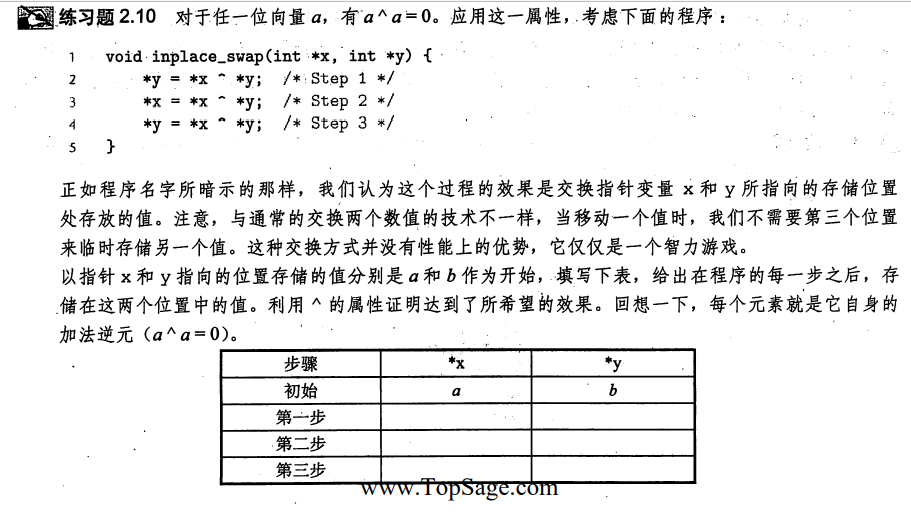 练习题 2.10 对于任一位向量 a，有 a ^ a = 0。应用这一属性，考虑下面的程序：
1 void inplace_swap(int *x, int *y) {
2 *y = *x ^ *y; /* Step 1 */
3 *x = *x ^ *y; /* Step 2 */
4 *y = *x ^ *y; /* Step 3 */
5 }
正如程序名字所暗示的那样，我们认为这个过程的效果是交换指针变量 x 和 y 所指向的存储位置
处存放的值。注意，与通常的交换两个数值的技术不一样，当移动一个值时，我们不需要第三个位置
来临时存储另一个值。这种交换方式并没有性能上的优势，它仅仅是一个智力游戏。
以指针 x 和 y 指向的位置存储的值分别是 a 和 b 作为开始，填写下表，给出在程序的每一步之后，存
储在这两个位置中的值。利用 ^ 的属性证明达到了所希望的效果。回想一下，每个元素就是它自身的
加法逆元（a ^ a = 0）。
步骤 *x *y
初始 a b
第一步
第二步
第三步
www.TopSage.com